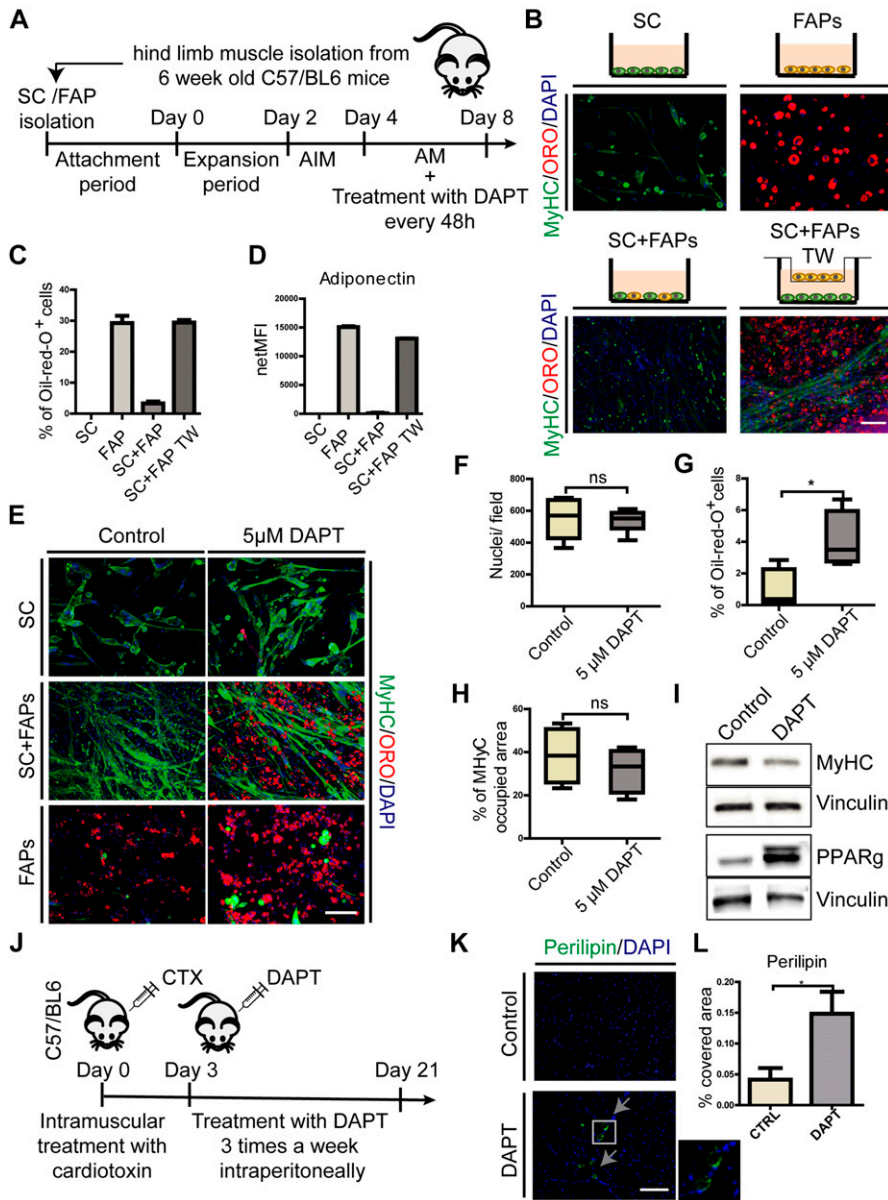 A
hind limb muscle isolation from
6 week old C57/BL6 mice
SC /FAP
isolation
Day 0
Day 2
Day 4
Day 8
Attachment
period
Expansion
period
AIM
AM
+
Treatment with DAPT
every 48h
B
SC
FAPs
MyHC/ORO/DAPI
SC+FAPs
SC+FAPs
TW
MyHC/ORO/DAPI
C
% of Oil-red-O+ cells
40
30
20
10
0
SC
FAP
SC+FAP
SC+FAP TW
D
Adiponectin
netMFI
15000
10000
5000
0
SC
FAP
SC+FAP
SC+FAP TW
E
Control
5µM DAPT
SC
SC+FAPs
FAPs
MyHC/ORO/DAPI
F
Nuclei/ field
800
600
400
200
0
ns
Control
5 µM DAPT
G
% of Oil-red-O+ cells
8
6
4
2
0
*
Control
5 µM DAPT
H
% of MHyC
occupied arrea
60
40
20
0
ns
Control
5 µM DAPT
I
Control
DAPT
MyHC
Vinculin
PPARg
Vinculin
J
C57/BL6
CTX
DAPT
Day 0
Day 3
Day 21
Intramuscular
treatment with
cardiotoxin
Treatment with DAPT
3 times a week
intraperitoneally
K
Perilipin/DAPI
Control
DAPT
L
Perilipin
% covered area
0.20
0.15
0.10
0.05
0.00
*
CTRL
DAPT